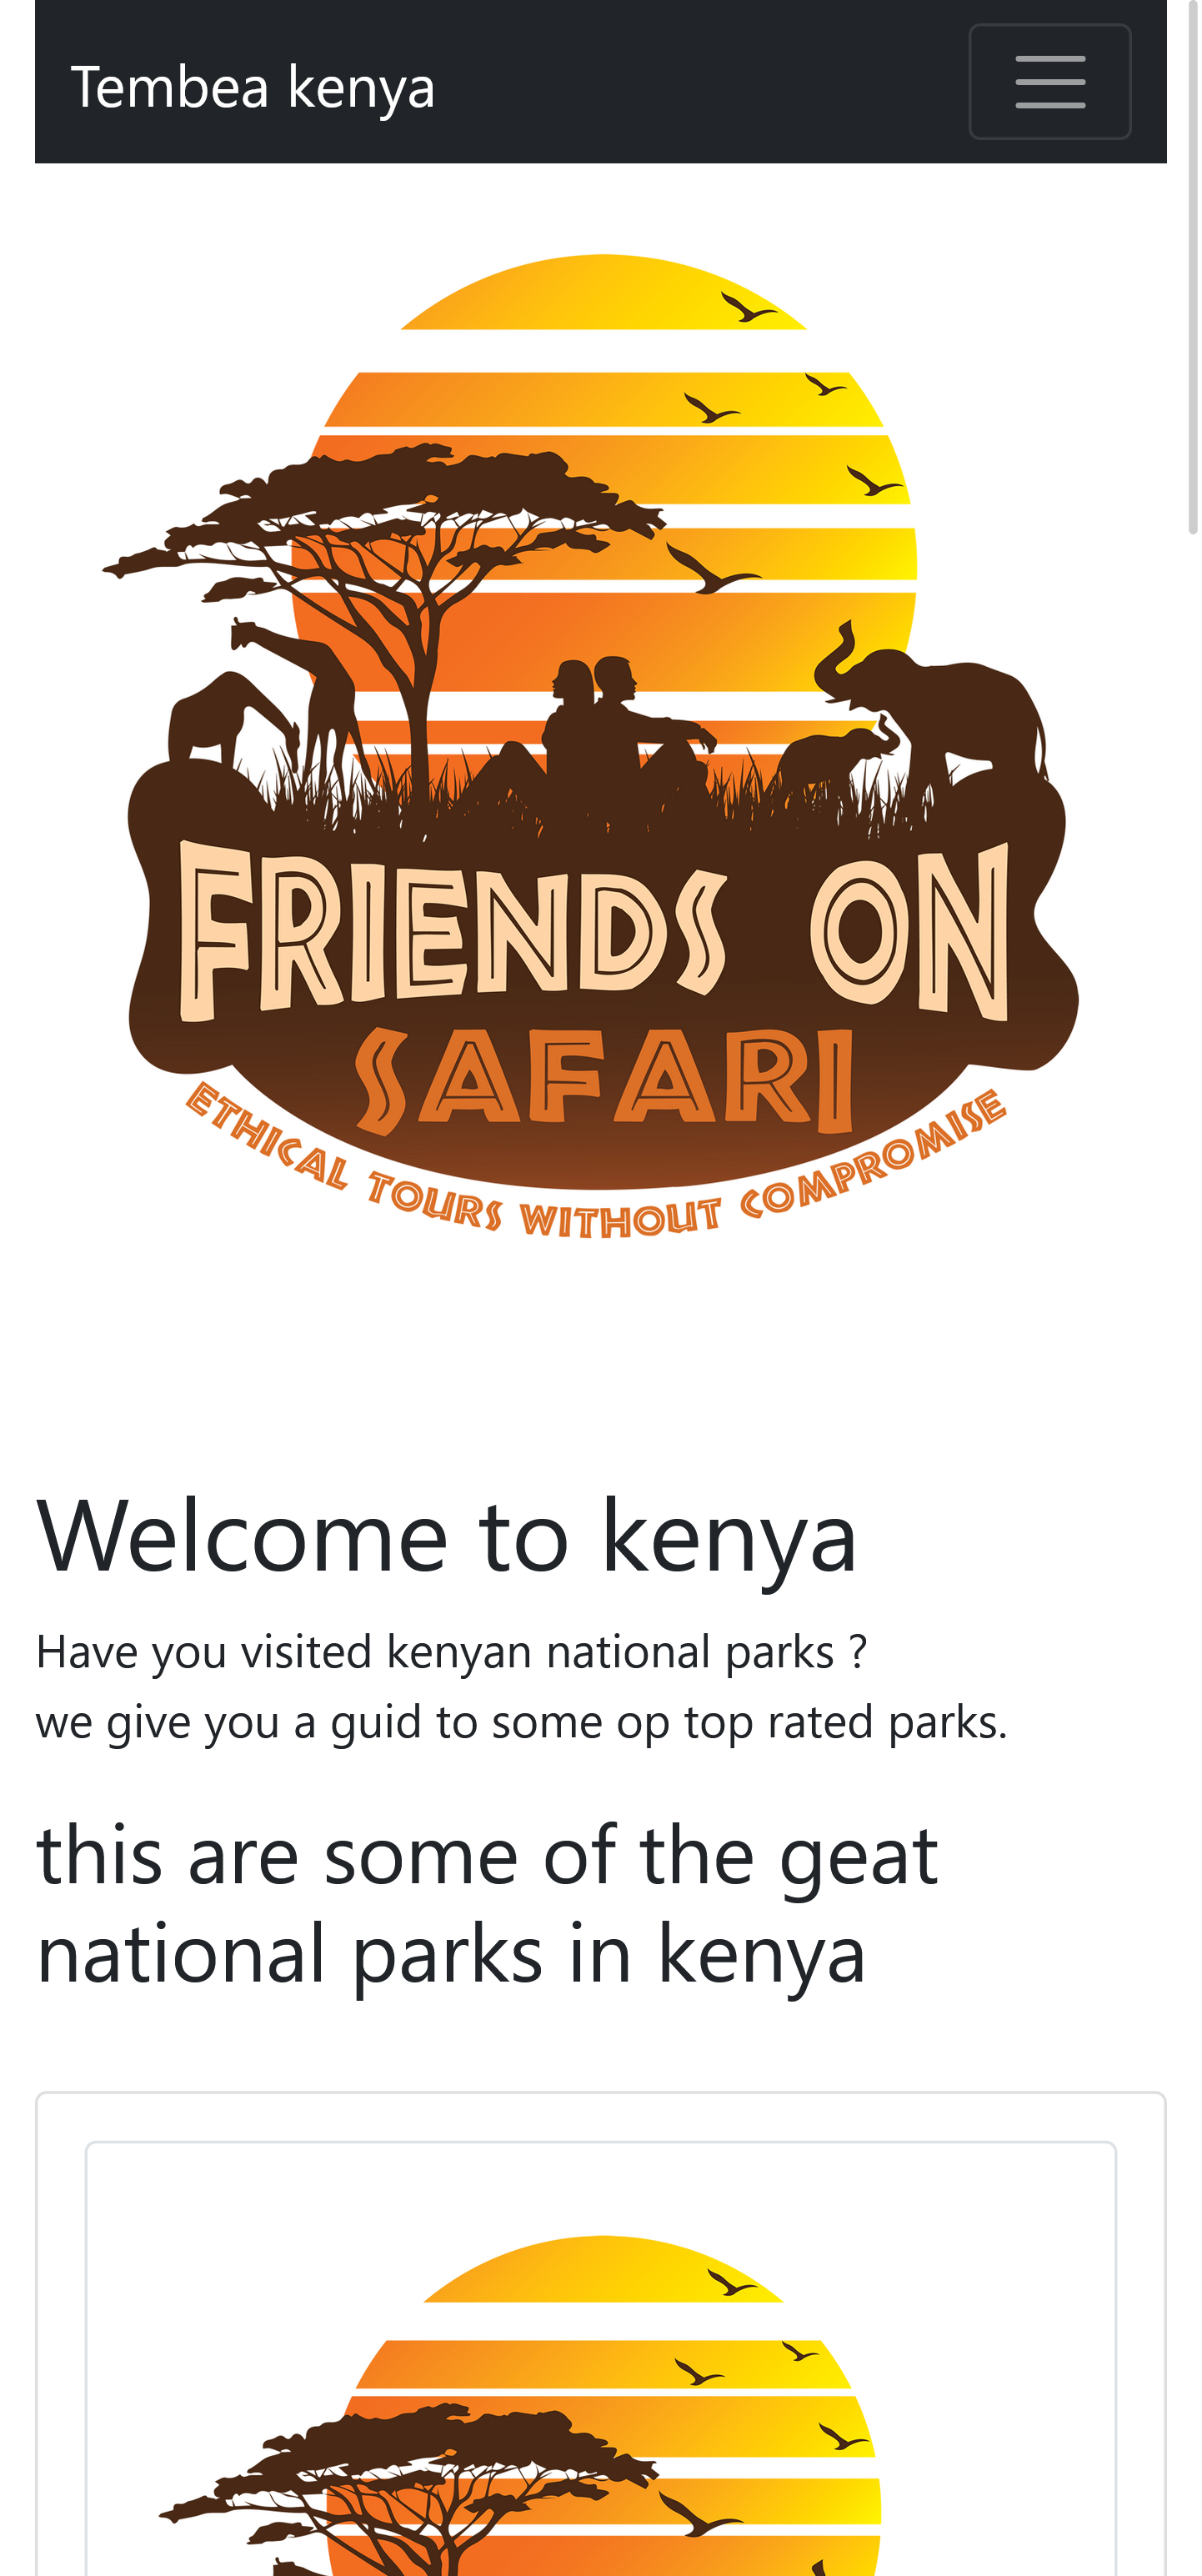 Tembea kenya
FRIENDS ON
SAFARI
ETHICAL TOURS WITHOUT COMPROMISE
Welcome to kenya
Have you visited kenyan national parks ?
we give you a guid to some op top rated parks.
this are some of the geat
national parks in kenya